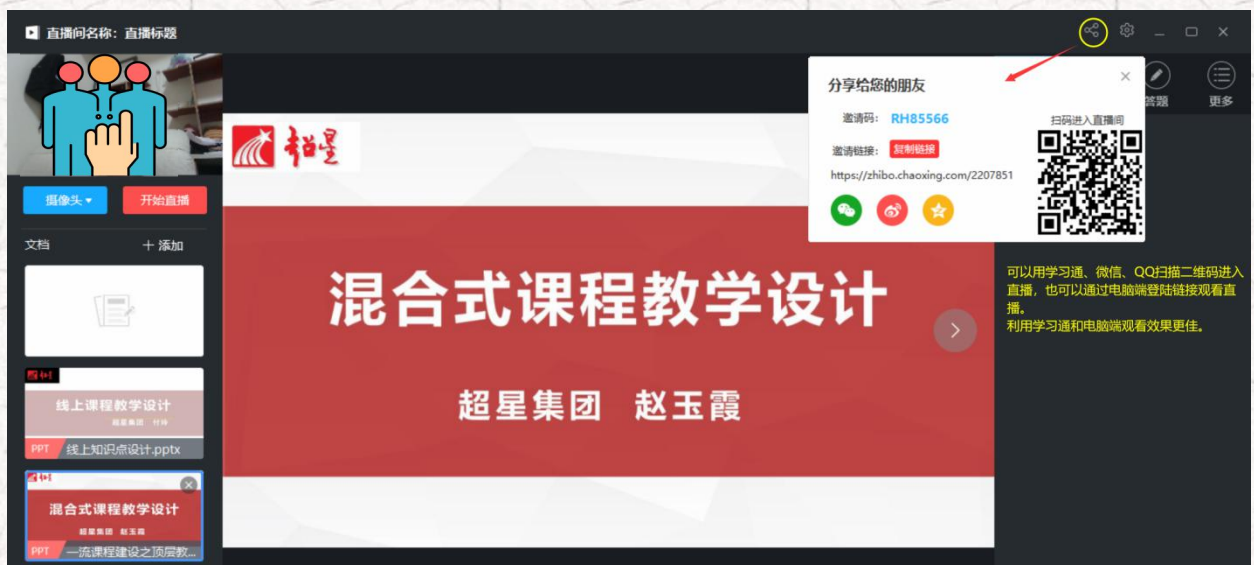 直播间名称：直播标题
摄像头
开始直播
文档
+ 添加
线上课程教学设计
超星集团
PPT 线上知识点设计.pptx
混合式课程教学设计
超星集团 赵玉霞
PPT 一流课程建设之顶层教...
超星
混合式课程教学设计
超星集团 赵玉霞
分享给您的朋友
邀请码： RH85566
邀请链接： 复制链接
https://zhibo.chaoxing.com/2207851
扫码进入直播间
答题
更多
可以用学习通、微信、QQ扫描二维码进入
直播，也可以通过电脑端登陆链接观看直
播。
利用学习通和电脑端观看效果更佳。